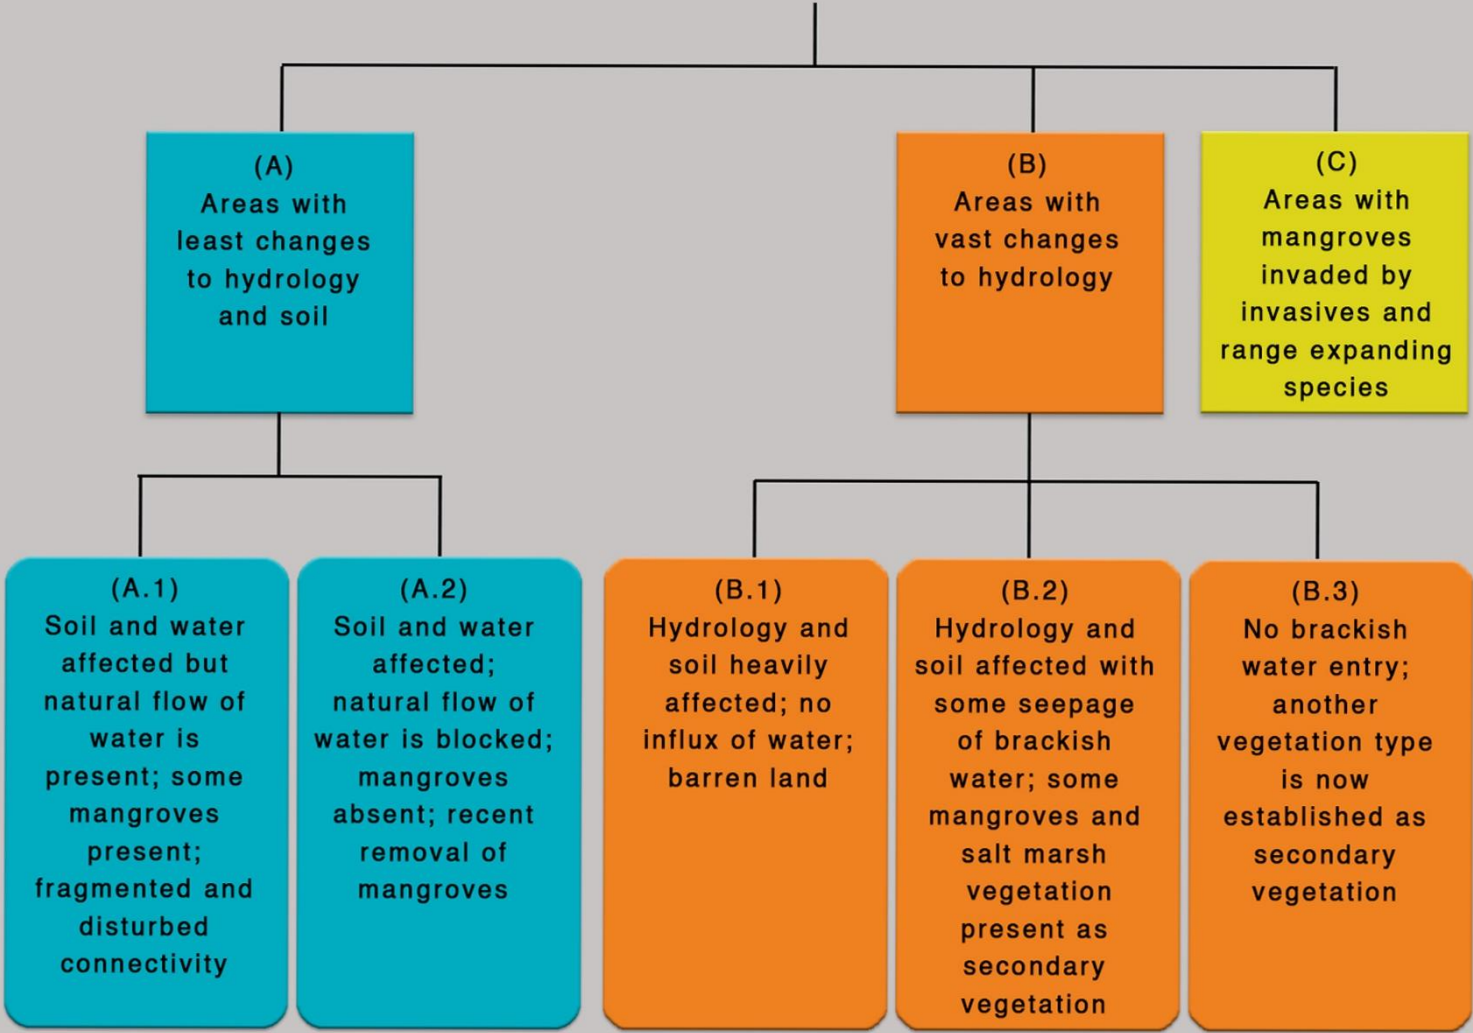 (A)
Areas with
least changes
to hydrology
and soil
(B)
Areas with
vast changes
to hydrology
(C)
Areas with
mangroves
invaded by
invasives and
range expanding
species
(A.1)
Soil and water
affected but
natural flow of
water is
present; some
mangroves
present;
fragmented and
disturbed
connectivity
(A.2)
Soil and water
affected;
natural flow of
water is blocked;
mangroves
absent; recent
removal of
mangroves
(B.1)
Hydrology and
soil heavily
affected; no
influx of water;
barren land
(B.2)
Hydrology and
soil affected with
some seepage
of brackish
water; some
mangroves and
salt marsh
vegetation
present as
secondary
vegetation
(B.3)
No brackish
water entry;
another
vegetation type
is now
established as
secondary
vegetation